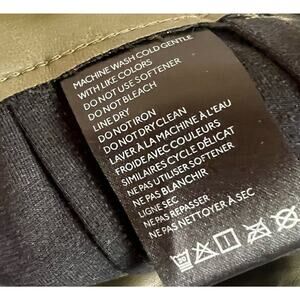 MACHINE WASH COLD GENTLE
WITH LIKE COLORS
DO NOT USE SOFTENER
DO NOT BLEACH
LINE DRY
DO NOT IRON
DO NOT DRY CLEAN
LAVER À LA MACHINE À L'EAU
FROIDE AVEC COULEURS
SIMILAIRES CYCLE DÉLICAT
NE PAS UTILISER SOFTENER
NE PAS BLANCHIR
LIGNE SEC
NE PAS REPASSER
NE PAS NETTOYER À SEC